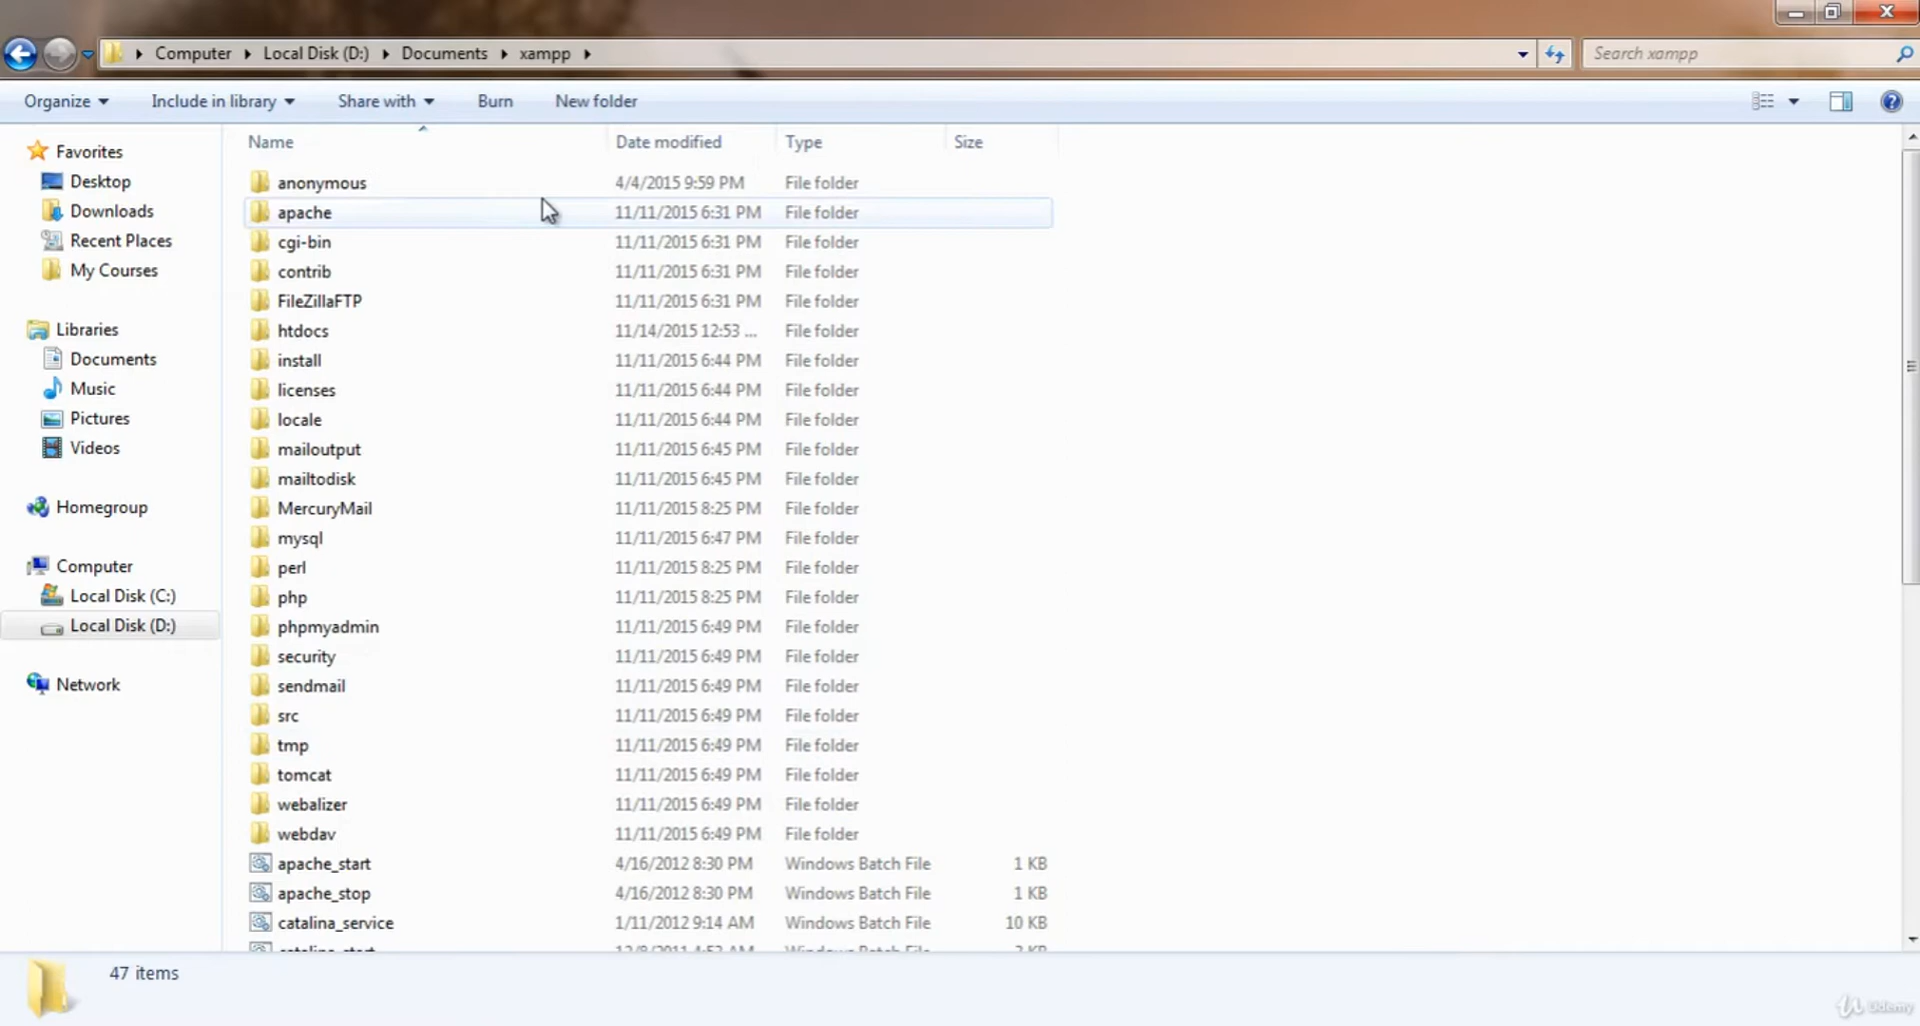 Computer Local Disk (D:) Documents xampp Search xampp
Organize Include in library Share with Burn New folder
Name Date modified Type Size
Favorites
Desktop
Downloads
Recent Places
My Courses
Libraries
Documents
Music
Pictures
Videos
Homegroup
Computer
Local Disk (C:)
Local Disk (D:)
Network
anonymous 4/4/2015 9:59 PM File folder
apache 11/11/2015 6:31 PM File folder
cgi-bin 11/11/2015 6:31 PM File folder
contrib 11/11/2015 6:31 PM File folder
FileZillaFTP 11/11/2015 6:31 PM File folder
htdocs 11/14/2015 12:53 ... File folder
install 11/11/2015 6:44 PM File folder
licenses 11/11/2015 6:44 PM File folder
locale 11/11/2015 6:44 PM File folder
mailoutput 11/11/2015 6:45 PM File folder
mailtodisk 11/11/2015 6:45 PM File folder
MercuryMail 11/11/2015 8:25 PM File folder
mysql 11/11/2015 6:47 PM File folder
perl 11/11/2015 8:25 PM File folder
php 11/11/2015 8:25 PM File folder
phpmyadmin 11/11/2015 6:49 PM File folder
security 11/11/2015 6:49 PM File folder
sendmail 11/11/2015 6:49 PM File folder
src 11/11/2015 6:49 PM File folder
tmp 11/11/2015 6:49 PM File folder
tomcat 11/11/2015 6:49 PM File folder
webalizer 11/11/2015 6:49 PM File folder
webdav 11/11/2015 6:49 PM File folder
apache_start 4/16/2012 8:30 PM Windows Batch File 1 KB
apache_stop 4/16/2012 8:30 PM Windows Batch File 1 KB
catalina_service 1/11/2012 9:14 AM Windows Batch File 10 KB
47 items
Udemy